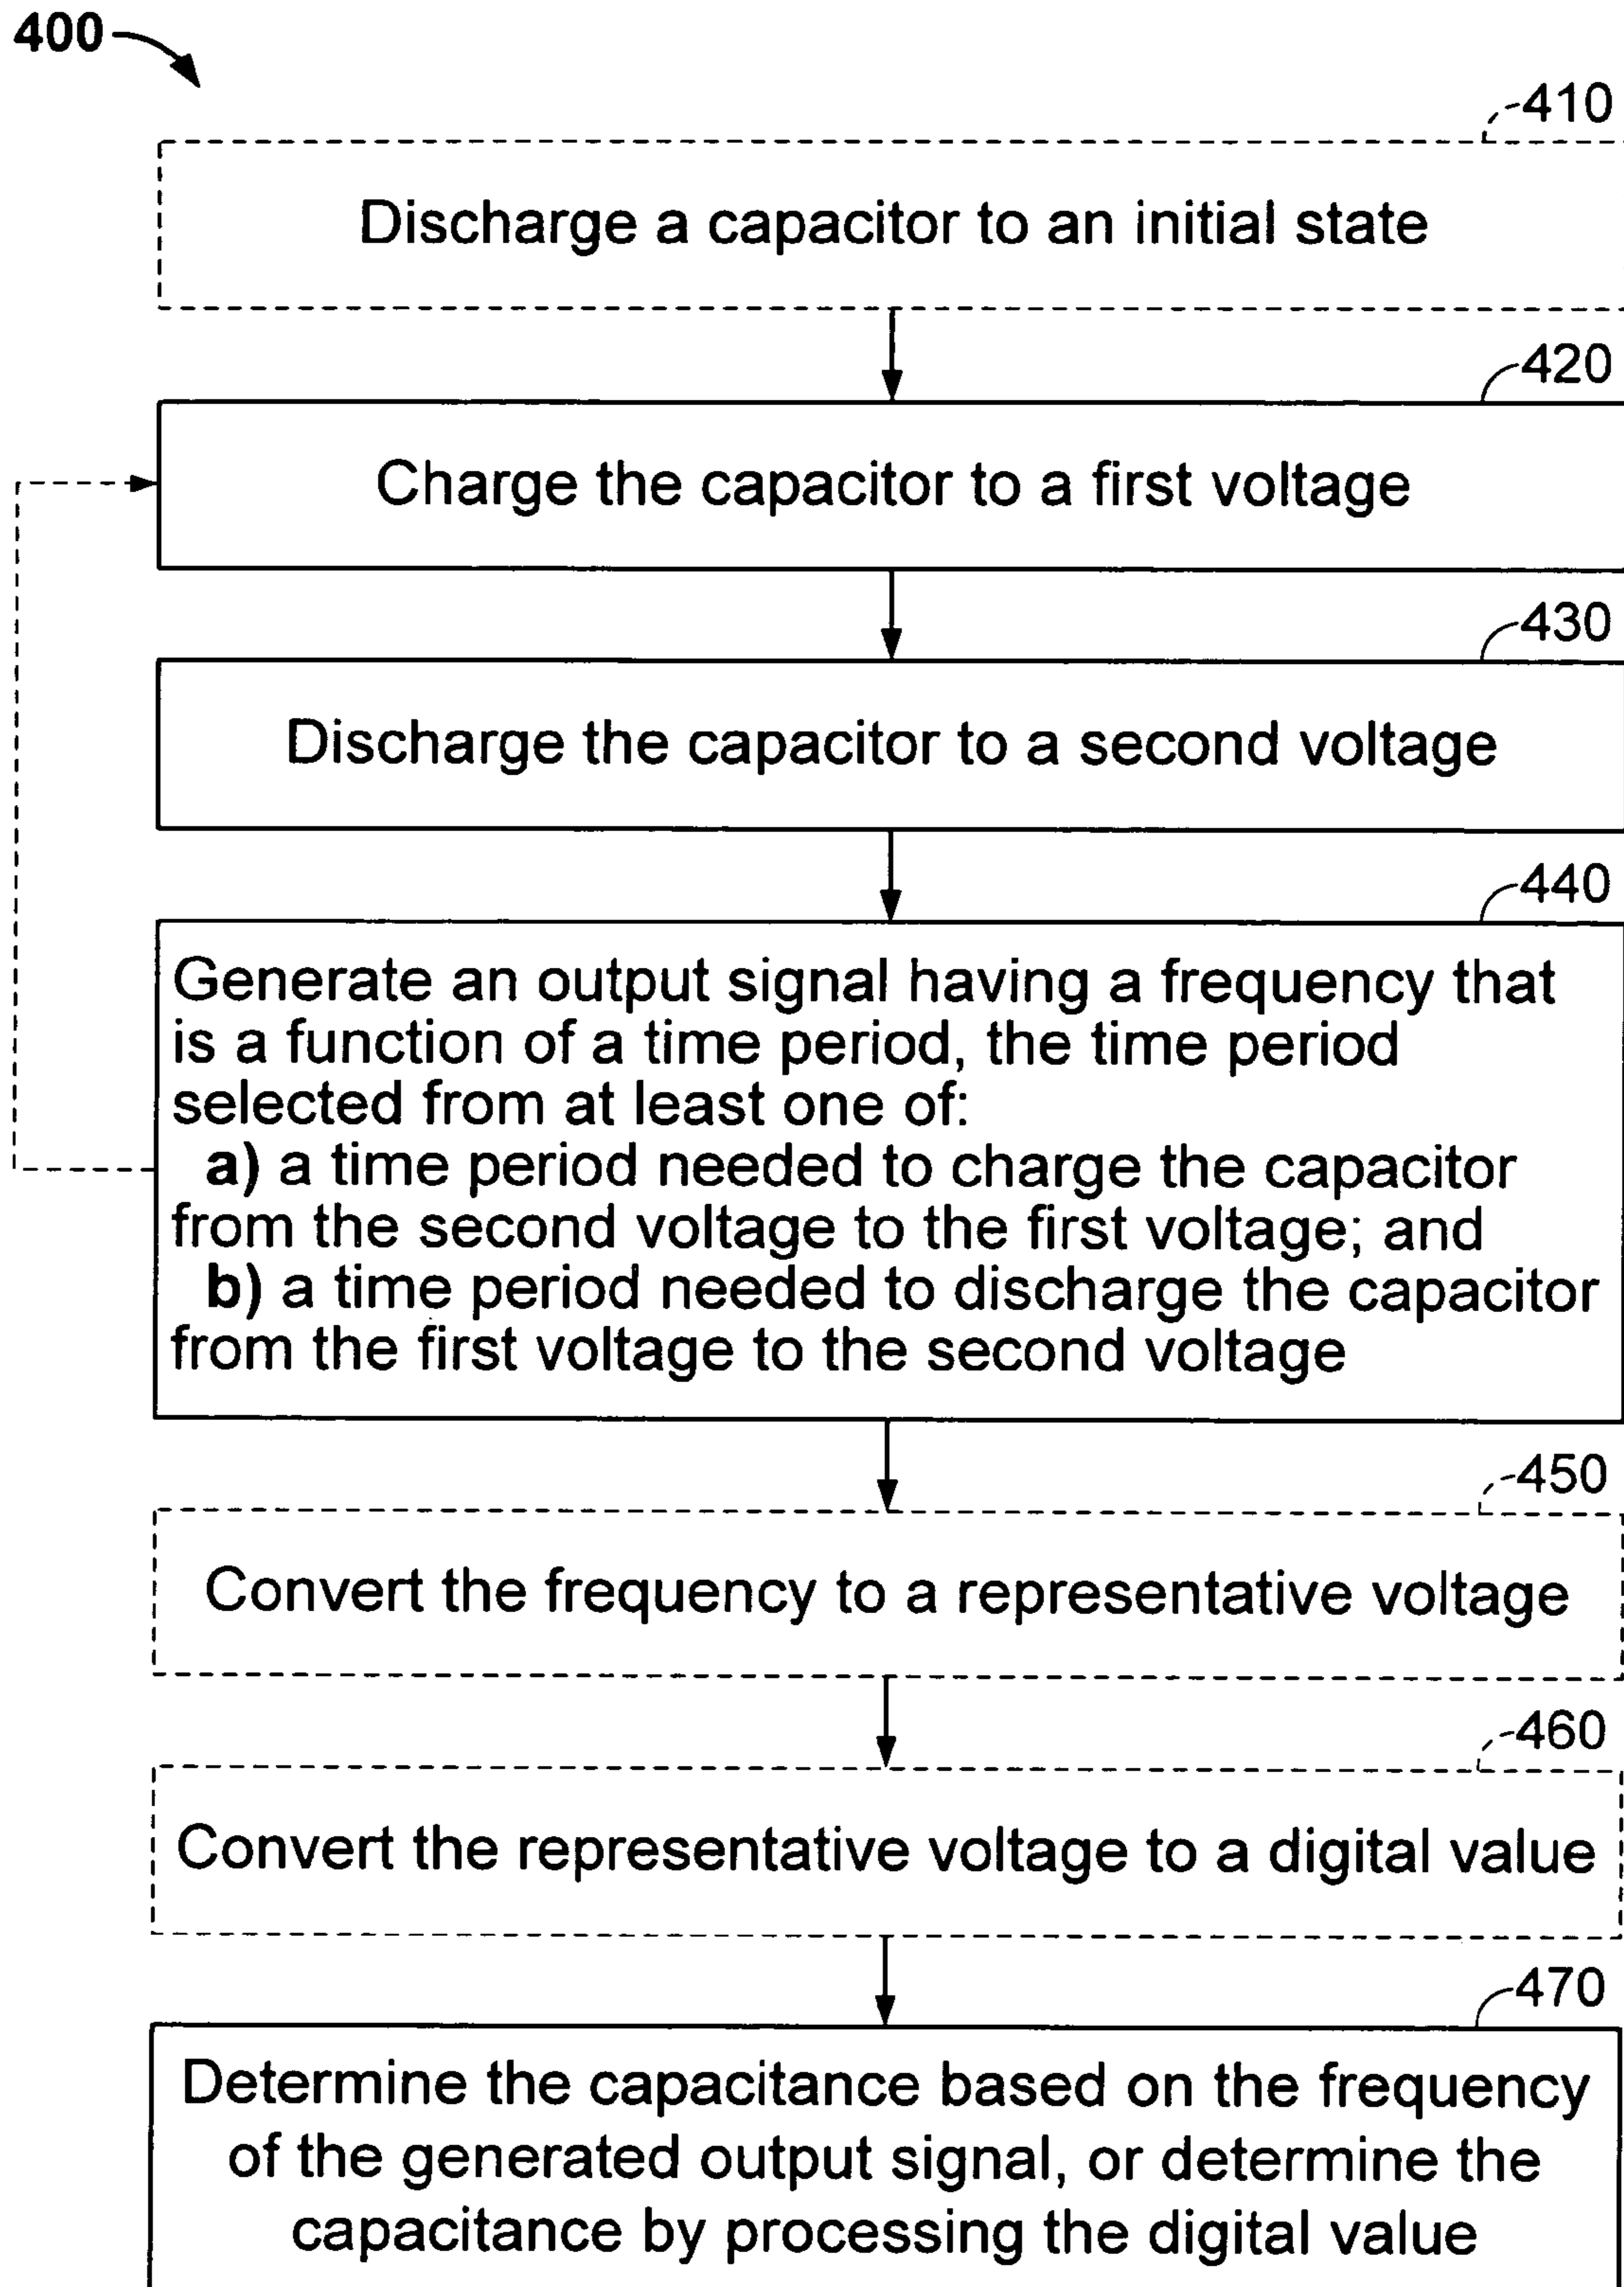 400
410
Discharge a capacitor to an initial state
420
Charge the capacitor to a first voltage
430
Discharge the capacitor to a second voltage
440
Generate an output signal having a frequency that
is a function of a time period, the time period
selected from at least one of:
a) a time period needed to charge the capacitor
from the second voltage to the first voltage; and
b) a time period needed to discharge the capacitor
from the first voltage to the second voltage
450
Convert the frequency to a representative voltage
460
Convert the representative voltage to a digital value
470
Determine the capacitance based on the frequency
of the generated output signal, or determine the
capacitance by processing the digital value